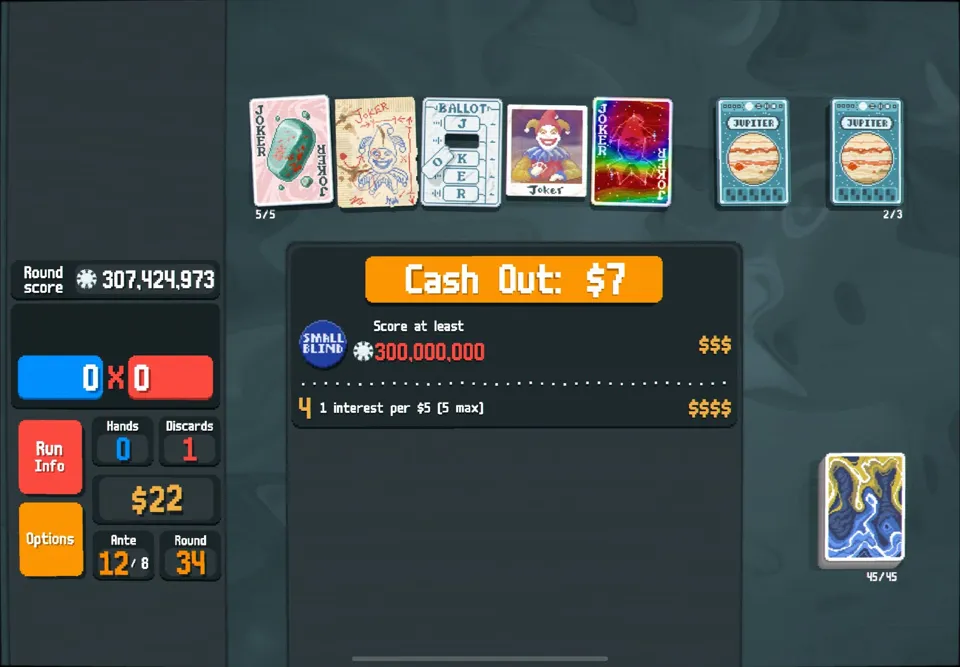 JOKER
JOKER
JOKER
BALLOT
J
O
K
E
R
Joker
JOKER
JOKER
JUPITER
JUPITER
5/5
2/3
Round score 307,424,973
0 X 0
Run Info
Options
Hands
0
Discards
1
$22
Ante
12/8
Round
34
Cash Out: $7
SMALL BLIND
Score at least
300,000,000
$$$
4 1 interest per $5 [5 max]
$$$$
45/45